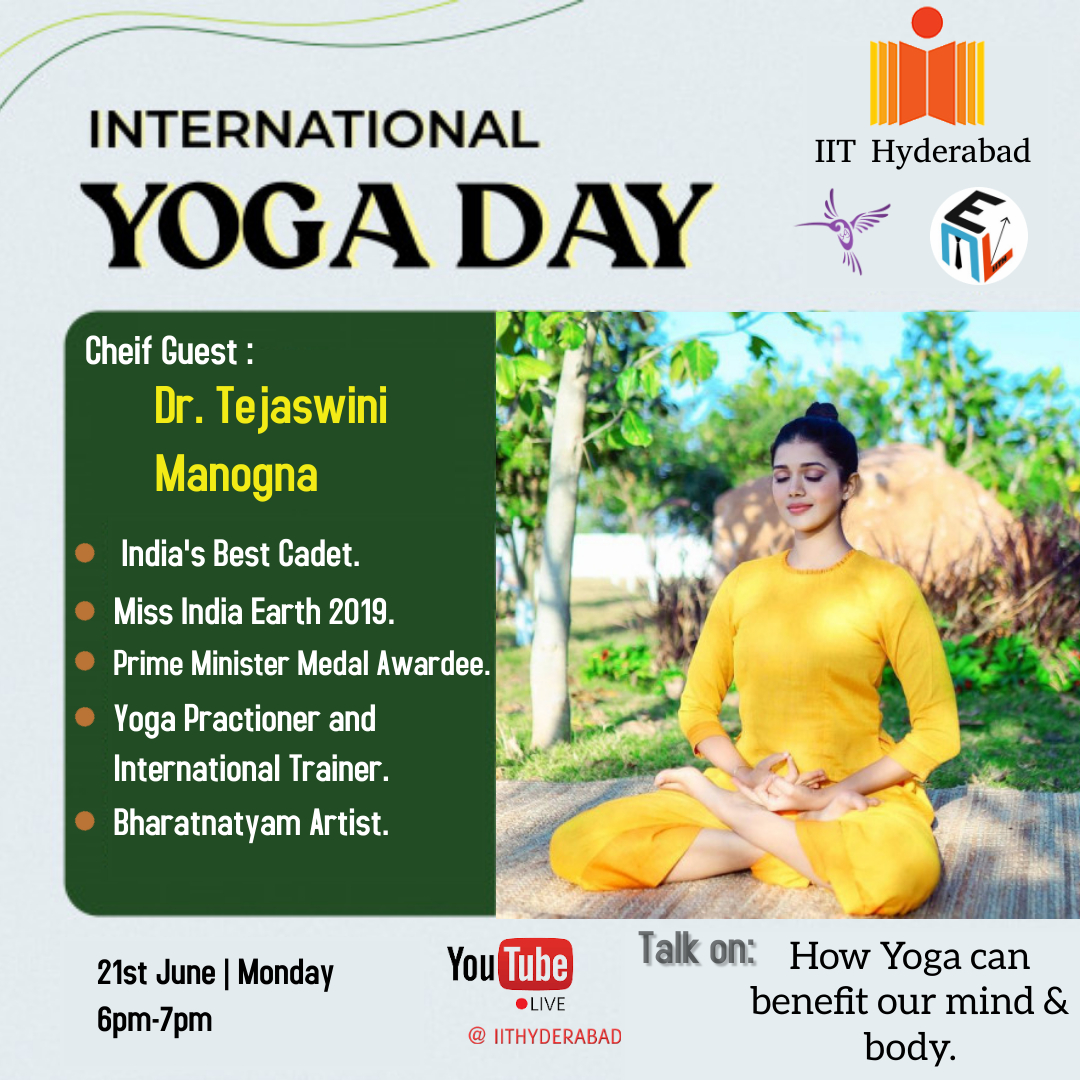 IIT Hyderabad
INTERNATIONAL
YOGA DAY
EML
IITH
Cheif Guest :
Dr. Tejaswini
Manogna
India's Best Cadet.
Miss India Earth 2019.
Prime Minister Medal Awardee.
Yoga Practioner and
International Trainer.
Bharatnatyam Artist.
21st June | Monday
6pm-7pm
YouTube
LIVE
@ IITHYDERABAD
Talk on:
How Yoga can
benefit our mind &
body.